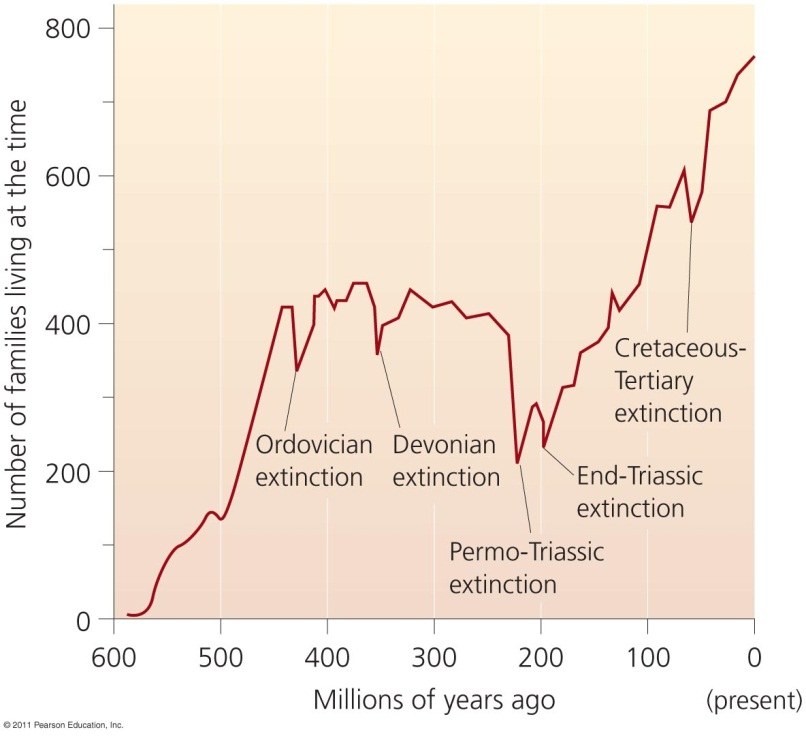 Number of families living at the time
800
600
400
200
0
Ordovician
extinction
Devonian
extinction
Permo-Triassic
extinction
End-Triassic
extinction
Cretaceous-
Tertiary
extinction
600 500 400 300 200 100 0
Millions of years ago (present)
© 2011 Pearson Education, Inc.